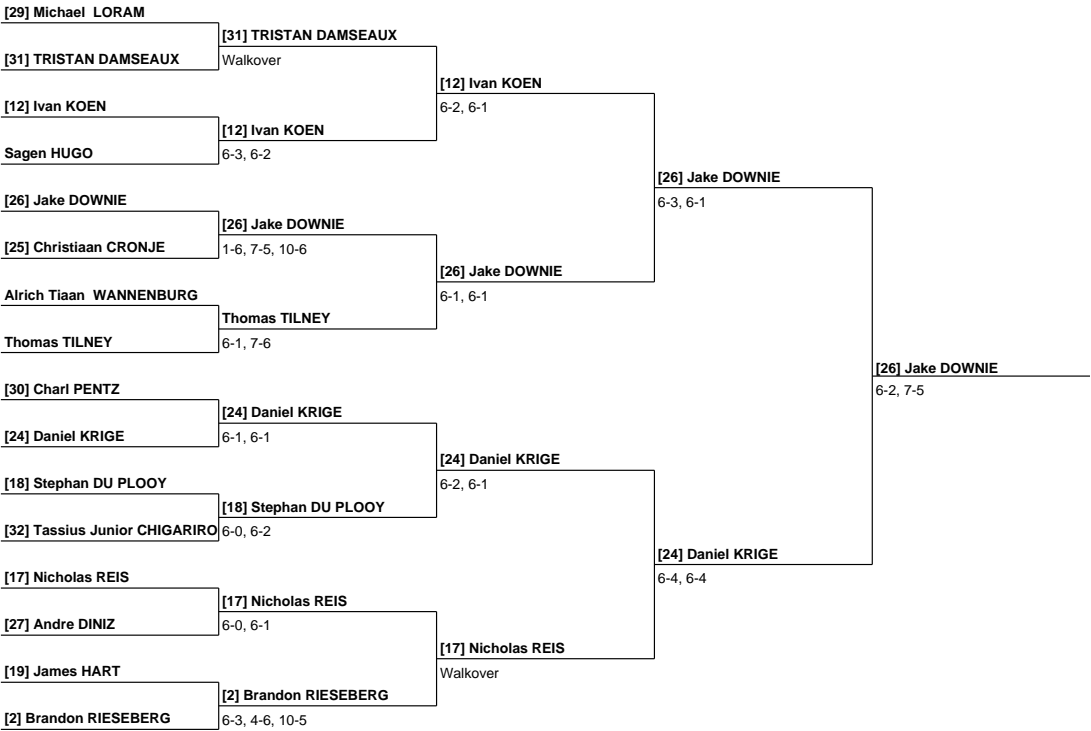 [29] Michael LORAM
[31] TRISTAN DAMSEAUX
[31] TRISTAN DAMSEAUX
Walkover
[12] Ivan KOEN
6-2, 6-1
[12] Ivan KOEN
[12] Ivan KOEN
Sagen HUGO
6-3, 6-2
[26] Jake DOWNIE
6-3, 6-1
[26] Jake DOWNIE
[26] Jake DOWNIE
[25] Christiaan CRONJE
1-6, 7-5, 10-6
[26] Jake DOWNIE
6-1, 6-1
Alrich Tiaan WANNENBURG
Thomas TILNEY
Thomas TILNEY
6-1, 7-6
[26] Jake DOWNIE
6-2, 7-5
[30] Charl PENTZ
[24] Daniel KRIGE
[24] Daniel KRIGE
6-1, 6-1
[24] Daniel KRIGE
6-2, 6-1
[18] Stephan DU PLOOY
[18] Stephan DU PLOOY
[32] Tassius Junior CHIGARIRO
6-0, 6-2
[24] Daniel KRIGE
6-4, 6-4
[17] Nicholas REIS
[17] Nicholas REIS
[27] Andre DINIZ
6-0, 6-1
[17] Nicholas REIS
Walkover
[19] James HART
[2] Brandon RIESEBERG
[2] Brandon RIESEBERG
6-3, 4-6, 10-5